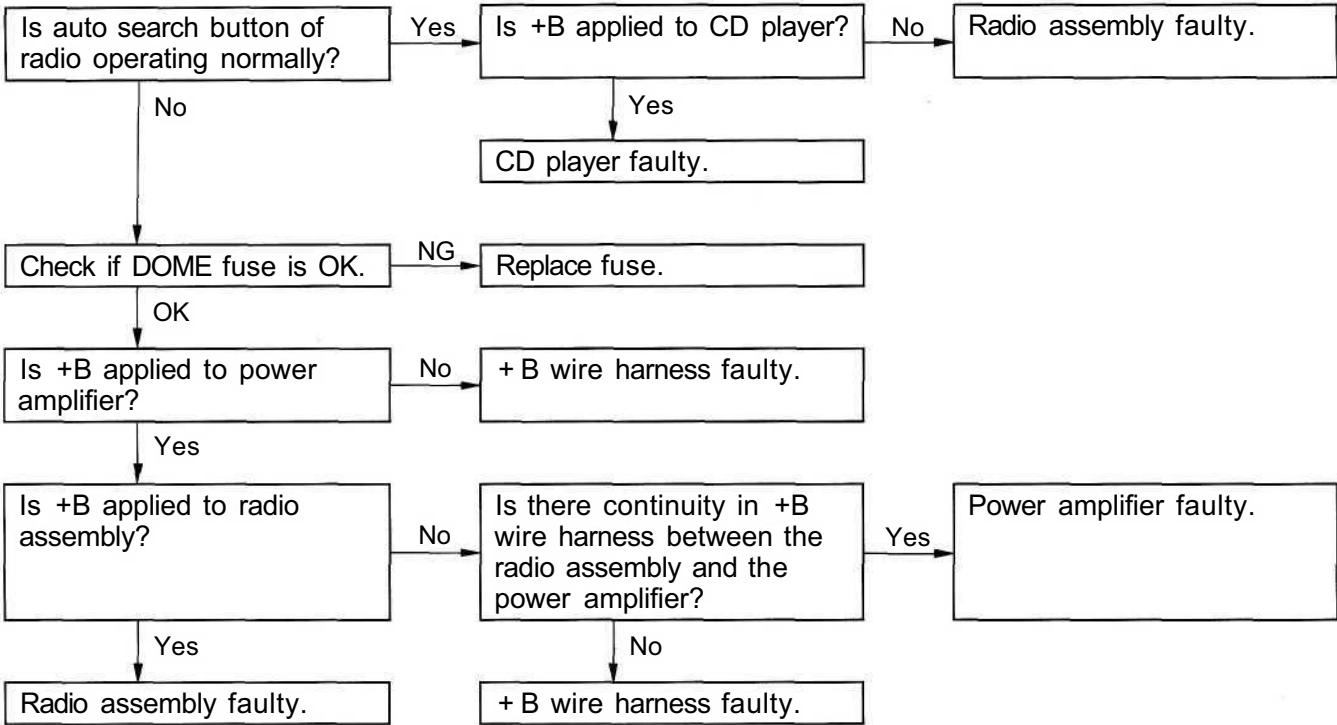 Is auto search button of
radio operating normally?
Yes
Is +B applied to CD player?
No
Radio assembly faulty.
No
Yes
CD player faulty.
Check if DOME fuse is OK.
NG
Replace fuse.
OK
Is +B applied to power
amplifier?
No
+ B wire harness faulty.
Yes
Is +B applied to radio
assembly?
No
Is there continuity in +B
wire harness between the
radio assembly and the
power amplifier?
Yes
Power amplifier faulty.
Yes
No
Radio assembly faulty.
+ B wire harness faulty.